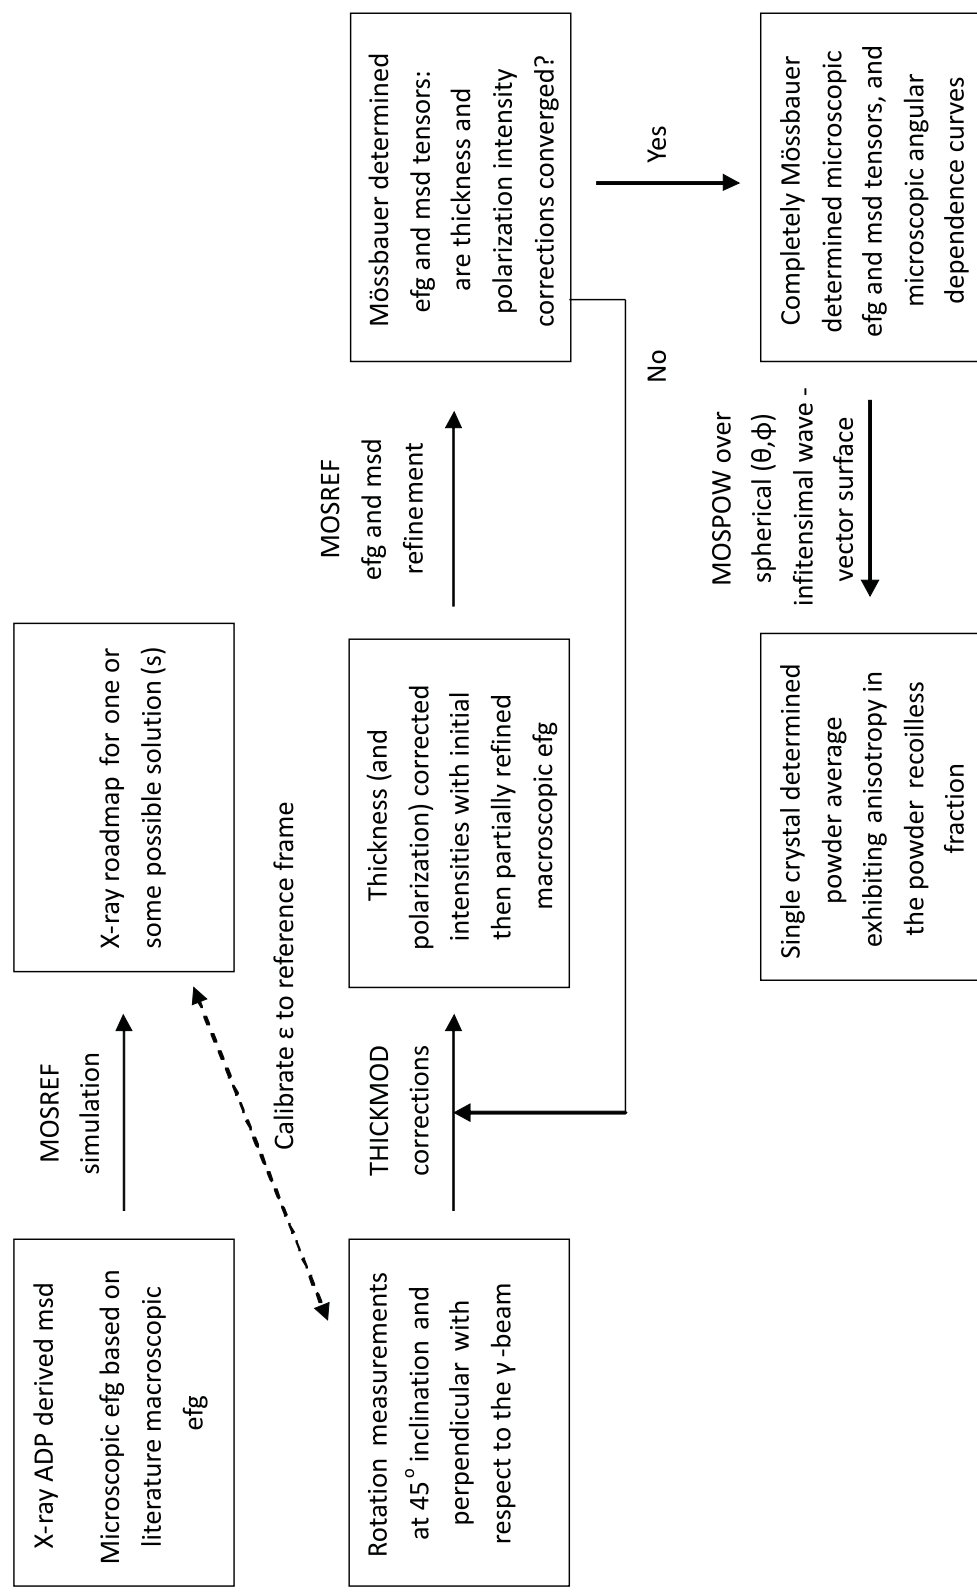 X-ray ADP derived msd
Microscopic efg based on
literature macroscopic
efg
MOSREF
simulation
X-ray roadmap for one or
some possible solution (s)
Calibrate ε to reference frame
Rotation measurements
at 45° inclination and
perpendicular with
respect to the γ -beam
THICKMOD
corrections
Thickness (and
polarization) corrected
intensities with initial
then partially refined
macroscopic efg
MOSREF
efg and msd
refinement
Mössbauer determined
efg and msd tensors:
are thickness and
polarization intensity
corrections converged?
No
Yes
Completely Mössbauer
determined microscopic
efg and msd tensors, and
microscopic angular
dependence curves
MOSPOW over
spherical (θ,ϕ)
infitensimal wave -
vector surface
Single crystal determined
powder average
exhibiting anisotropy in
the powder recoilless
fraction